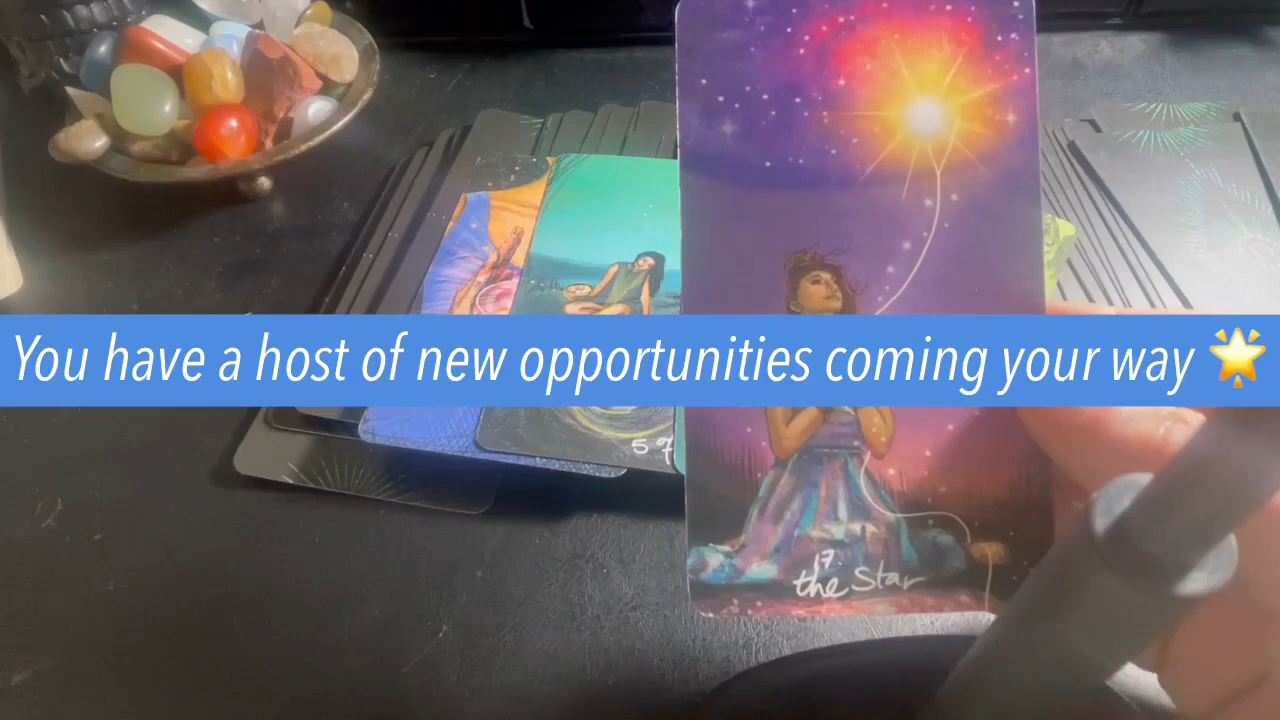 You have a host of new opportunities coming your way 🌟
17.
the Star